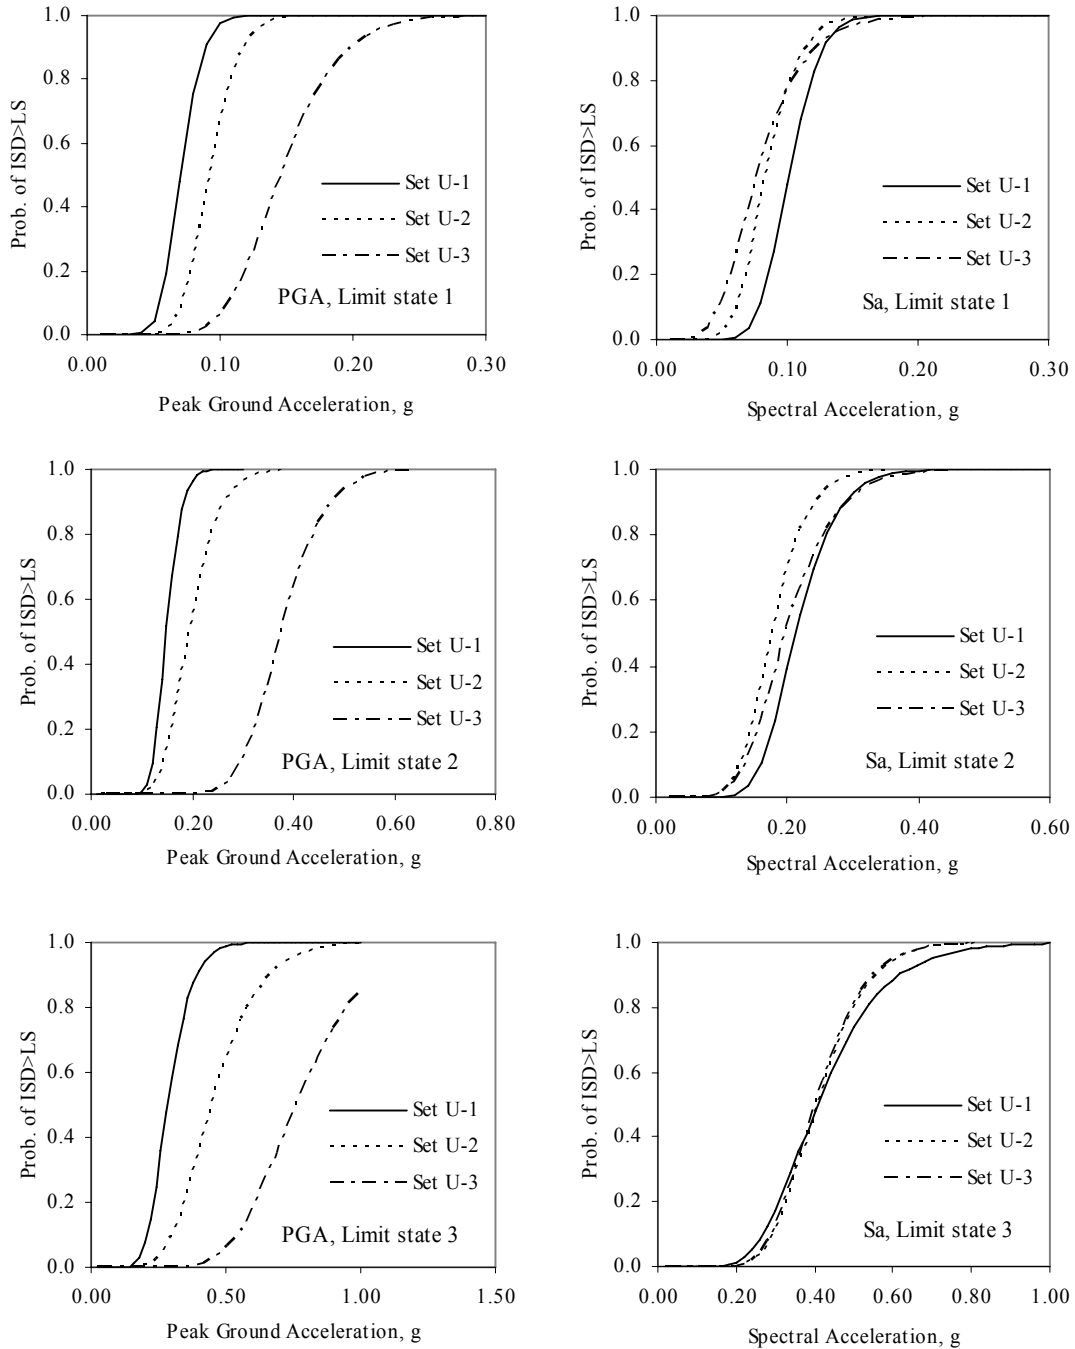 1.0
0.8
0.6
0.4
0.2
0.0
Prob. of ISD>LS
Set U-1
Set U-2
Set U-3
PGA, Limit state 1
0.00 0.10 0.20 0.30
Peak Ground Acceleration, g
1.0
0.8
0.6
0.4
0.2
0.0
Prob. of ISD>LS
Set U-1
Set U-2
Set U-3
Sa, Limit state 1
0.00 0.10 0.20 0.30
Spectral Acceleration, g
1.0
0.8
0.6
0.4
0.2
0.0
Prob. of ISD>LS
Set U-1
Set U-2
Set U-3
PGA, Limit state 2
0.00 0.20 0.40 0.60 0.80
Peak Ground Acceleration, g
1.0
0.8
0.6
0.4
0.2
0.0
Prob. of ISD>LS
Set U-1
Set U-2
Set U-3
Sa, Limit state 2
0.00 0.20 0.40 0.60
Spectral Acceleration, g
1.0
0.8
0.6
0.4
0.2
0.0
Prob. of ISD>LS
Set U-1
Set U-2
Set U-3
PGA, Limit state 3
0.00 0.50 1.00 1.50
Peak Ground Acceleration, g
1.0
0.8
0.6
0.4
0.2
0.0
Prob. of ISD>LS
Set U-1
Set U-2
Set U-3
Sa, Limit state 3
0.00 0.20 0.40 0.60 0.80 1.00
Spectral Acceleration, g